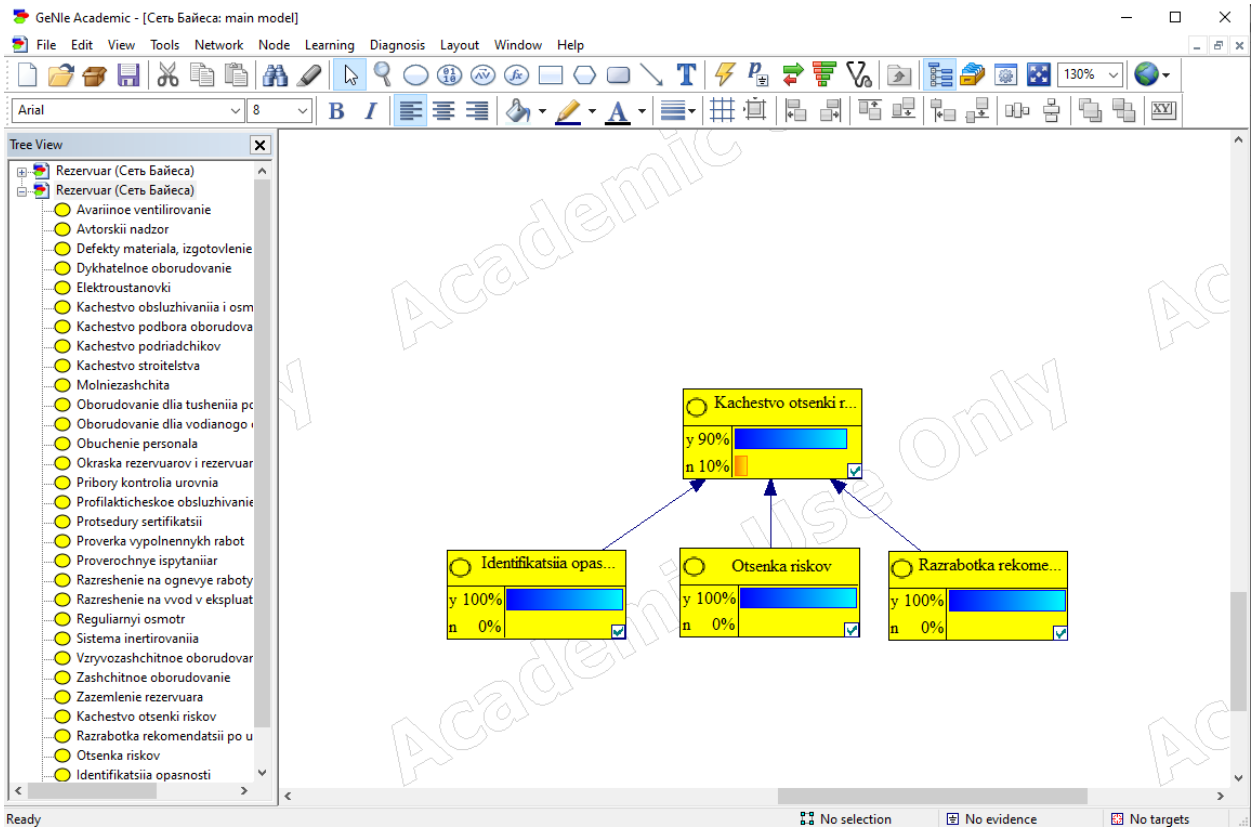 GeNIe Academic - [Сеть Байеса: main model]
File Edit View Tools Network Node Learning Diagnosis Layout Window Help
130%
Arial 8 B I A XY
Tree View
Rezervuar (Сеть Байеса)
Rezervuar (Сеть Байеса)
Avariinoe ventilirovanie
Avtorskii nadzor
Defekty materiala, izgotovlenie
Dykhatelnoe oborudovanie
Elektroustanovki
Kachestvo obsluzhivaniia i osm
Kachestvo podbora oborudova
Kachestvo podriadchikov
Kachestvo stroitelstva
Molniezashchita
Oborudovanie dlia tusheniia po
Oborudovanie dlia vodianogo
Obuchenie personala
Okraska rezervuarov i rezervuar
Pribory kontrolia urovnia
Profilakticheskoe obsluzhivanie
Protsedury sertifikatsii
Proverka vypolnennykh rabot
Proverochnye ispytaniiar
Razreshenie na ognevye raboty
Razreshenie na vvod v ekspluat
Reguliarnyi osmotr
Sistema inertirovaniia
Vzryvozashchitnoe oborudovar
Zashchitnoe oborudovanie
Zazemlenie rezervuara
Kachestvo otsenki riskov
Razrabotka rekomendatsii po u
Otsenka riskov
Identifikatsiia opasnosti
Academic Use Only
Kachestvo otsenki r...
y 90%
n 10%
Identifikatsiia opas...
y 100%
n 0%
Otsenka riskov
y 100%
n 0%
Razrabotka rekome...
y 100%
n 0%
Ready No selection No evidence No targets